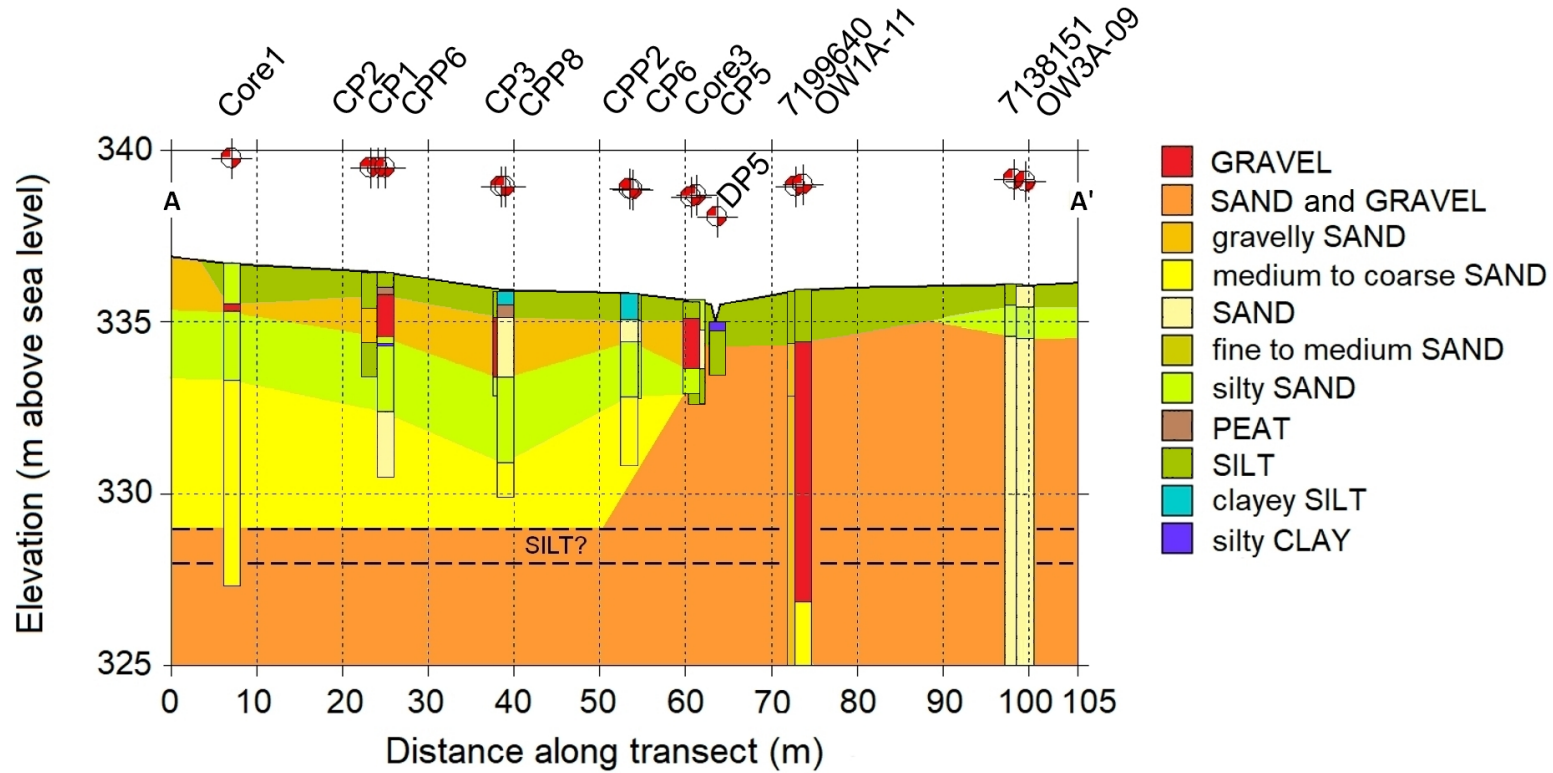 Core1
CP2
CP1
CPP6
CP3
CPP8
CPP2
CP6
Core3
CP5
7199640
OW1A-11
7138151
OW3A-09
DP5
A
A'
Elevation (m above sea level)
340
335
330
325
SILT?
0 10 20 30 40 50 60 70 80 90 100 105
Distance along transect (m)
GRAVEL
SAND and GRAVEL
gravelly SAND
medium to coarse SAND
SAND
fine to medium SAND
silty SAND
PEAT
SILT
clayey SILT
silty CLAY